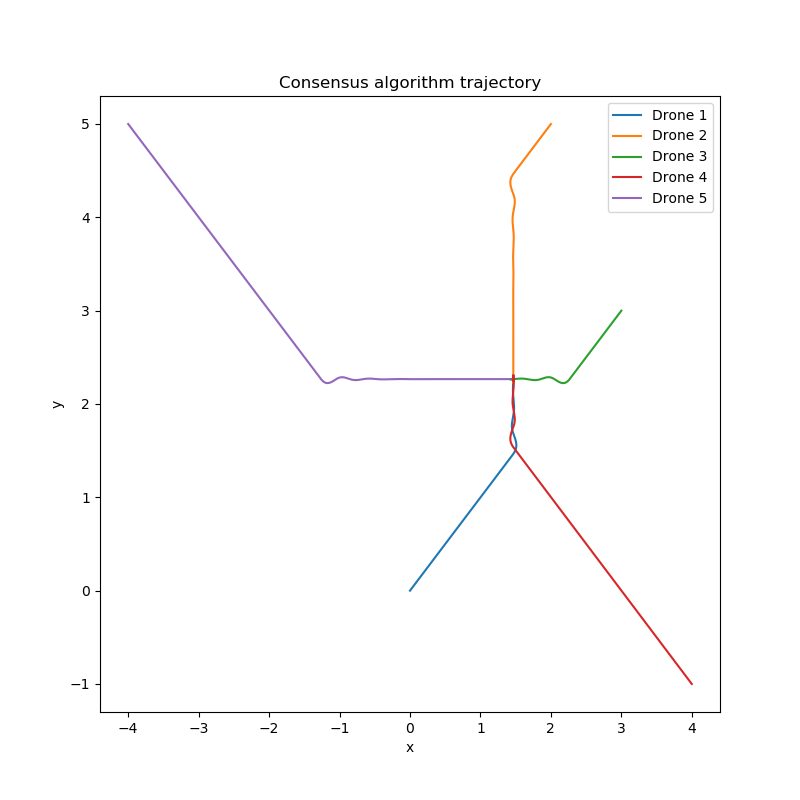 Consensus algorithm trajectory
Drone 1
Drone 2
Drone 3
Drone 4
Drone 5
5
4
3
2
1
0
−1
y
−4
−3
−2
−1
0
1
2
3
4
x